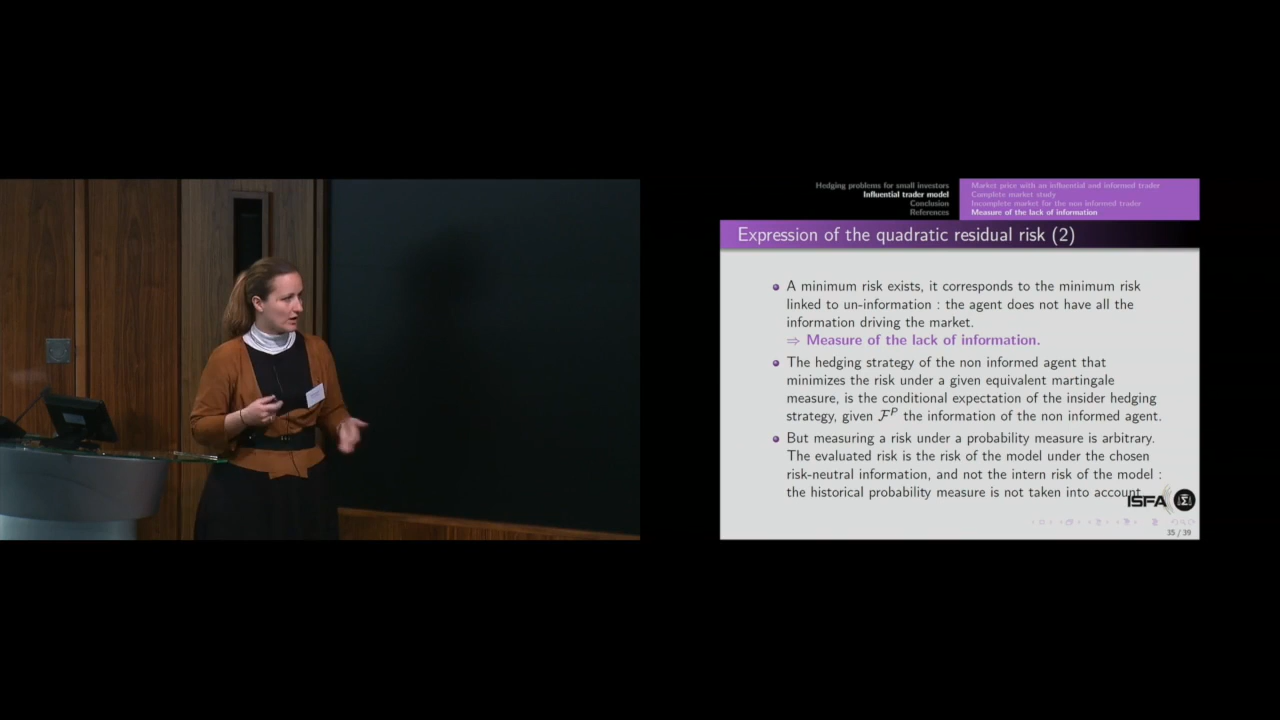 Hedging problems for small investors
Influential trader model
Conclusion
References
Market price with an influential and informed trader
Complete market study
Incomplete market for the non informed trader
Measure of the lack of information
Expression of the quadratic residual risk (2)
A minimum risk exists, it corresponds to the minimum risk
linked to un-information : the agent does not have all the
information driving the market.
⇒ Measure of the lack of information.
The hedging strategy of the non informed agent that
minimizes the risk under a given equivalent martingale
measure, is the conditional expectation of the insider hedging
strategy, given 𝓕ᴾ the information of the non informed agent.
But measuring a risk under a probability measure is arbitrary.
The evaluated risk is the risk of the model under the chosen
risk-neutral information, and not the intern risk of the model :
the historical probability measure is not taken into account.
ISFA
35 / 39